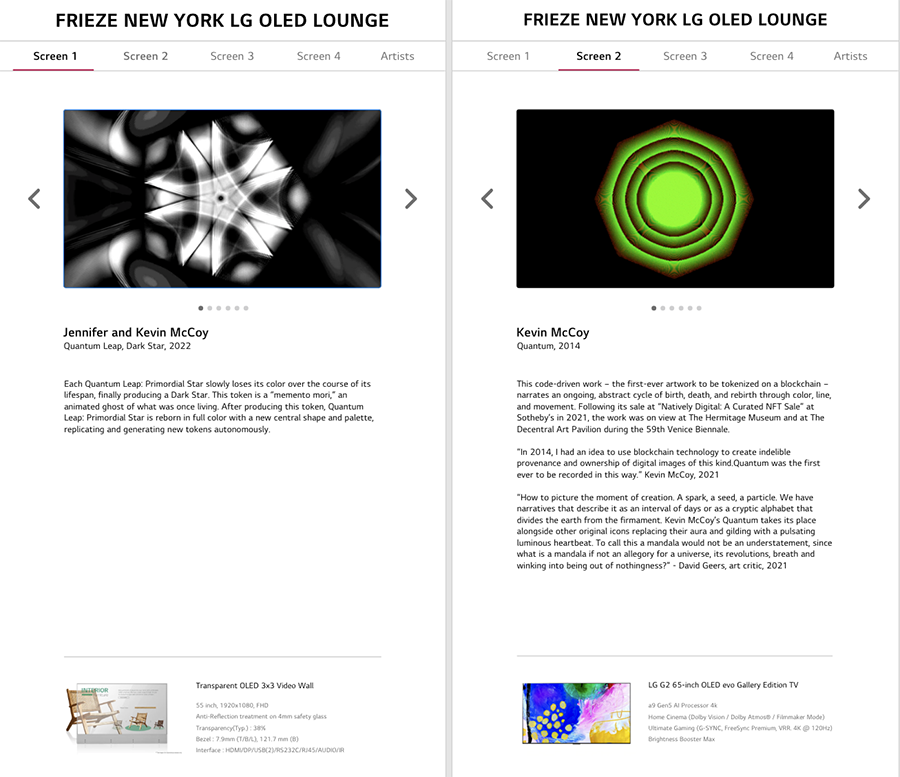 FRIEZE NEW YORK LG OLED LOUNGE
Screen 1
Screen 2
Screen 3
Screen 4
Artists
Jennifer and Kevin McCoy
Quantum Leap, Dark Star, 2022
Each Quantum Leap: Primordial Star slowly loses its color over the course of its
lifespan, finally producing a Dark Star. This token is a “memento mori,” an
animated ghost of what was once living. After producing this token, Quantum
Leap: Primordial Star is reborn in full color with a new central shape and palette,
replicating and generating new tokens autonomously.
INTERIOR
Transparent OLED 3x3 Video Wall
55 inch, 1920x1080, FHD
Anti-Reflection treatment on 4mm safety glass
Transparency(Typ.) : 38%
Bezel : 7.9mm (T/B/L), 121.7 mm (B)
Interface : HDMI/DP/USB(2)/RS232C/RJ45/AUDIO/IR
FRIEZE NEW YORK LG OLED LOUNGE
Screen 1
Screen 2
Screen 3
Screen 4
Artists
Kevin McCoy
Quantum, 2014
This code-driven work – the first-ever artwork to be tokenized on a blockchain –
narrates an ongoing, abstract cycle of birth, death, and rebirth through color, line,
and movement. Following its sale at “Natively Digital: A Curated NFT Sale” at
Sotheby’s in 2021, the work was on view at The Hermitage Museum and at The
Decentral Art Pavilion during the 59th Venice Biennale.
“In 2014, I had an idea to use blockchain technology to create indelible
provenance and ownership of digital images of this kind.Quantum was the first
ever to be recorded in this way.” Kevin McCoy, 2021
“How to picture the moment of creation. A spark, a seed, a particle. We have
narratives that describe it as an interval of days or as a cryptic alphabet that
divides the earth from the firmament. Kevin McCoy’s Quantum takes its place
alongside other original icons replacing their aura and gilding with a pulsating
luminous heartbeat. To call this a mandala would not be an understatement, since
what is a mandala if not an allegory for a universe, its revolutions, breath and
winking into being out of nothingness?” - David Geers, art critic, 2021
LG G2 65-inch OLED evo Gallery Edition TV
a9 Gen5 AI Processor 4k
Home Cinema (Dolby Vision / Dolby Atmos® / Filmmaker Mode)
Ultimate Gaming (G-SYNC, FreeSync Premium, VRR. 4K @ 120Hz)
Brightness Booster Max